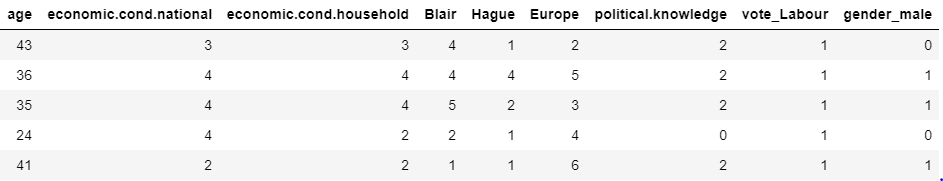 age economic.cond.national economic.cond.household Blair Hague Europe political.knowledge vote_Labour gender_male
43 3 3 4 1 2 2 1 0
36 4 4 4 4 5 2 1 1
35 4 4 5 2 3 2 1 1
24 4 2 2 1 4 0 1 0
41 2 2 1 1 6 2 1 1